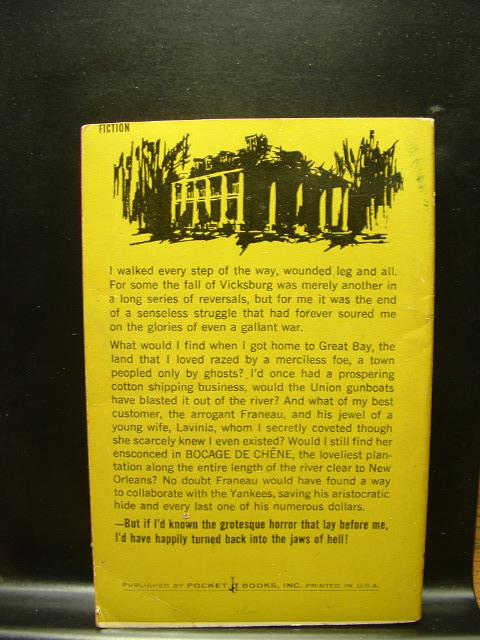 FICTION
I walked every step of the way, wounded leg and all.
For some the fall of Vicksburg was merely another in
a long series of reversals, but for me it was the end
of a senseless struggle that had forever soured me
on the glories of even a gallant war.
What would I find when I got home to Great Bay, the
land that I loved razed by a merciless foe, a town
peopled only by ghosts? I'd once had a prospering
cotton shipping business, would the Union gunboats
have blasted it out of the river? And what of my best
customer, the arrogant Franeau, and his jewel of a
young wife, Lavinia, whom I secretly coveted though
she scarcely knew I even existed? Would I still find her
ensconced in BOCAGE DE CHÊNE, the loveliest plan-
tation along the entire length of the river clear to New
Orleans? No doubt Franeau would have found a way
to collaborate with the Yankees, saving his aristocratic
hide and every last one of his numerous dollars.
—But if I'd known the grotesque horror that lay before me,
I'd have happily turned back into the jaws of hell!
PUBLISHED BY POCKET BOOKS, INC. PRINTED IN U.S.A.